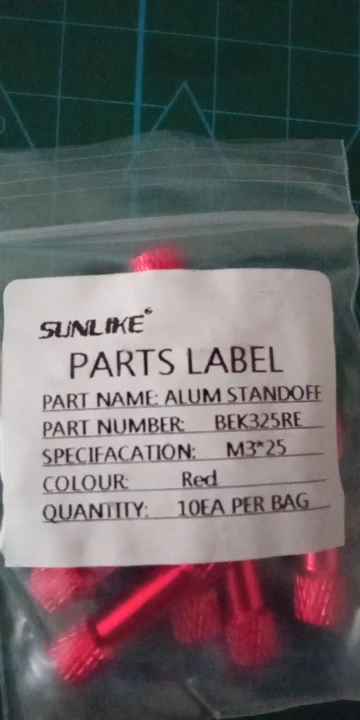 SUNLIKE®
PARTS LABEL
PART NAME: ALUM STANDOFF
PART NUMBER: BEK325RE
SPECIFACATION: M3*25
COLOUR: Red
QUANTITY: 10EA PER BAG